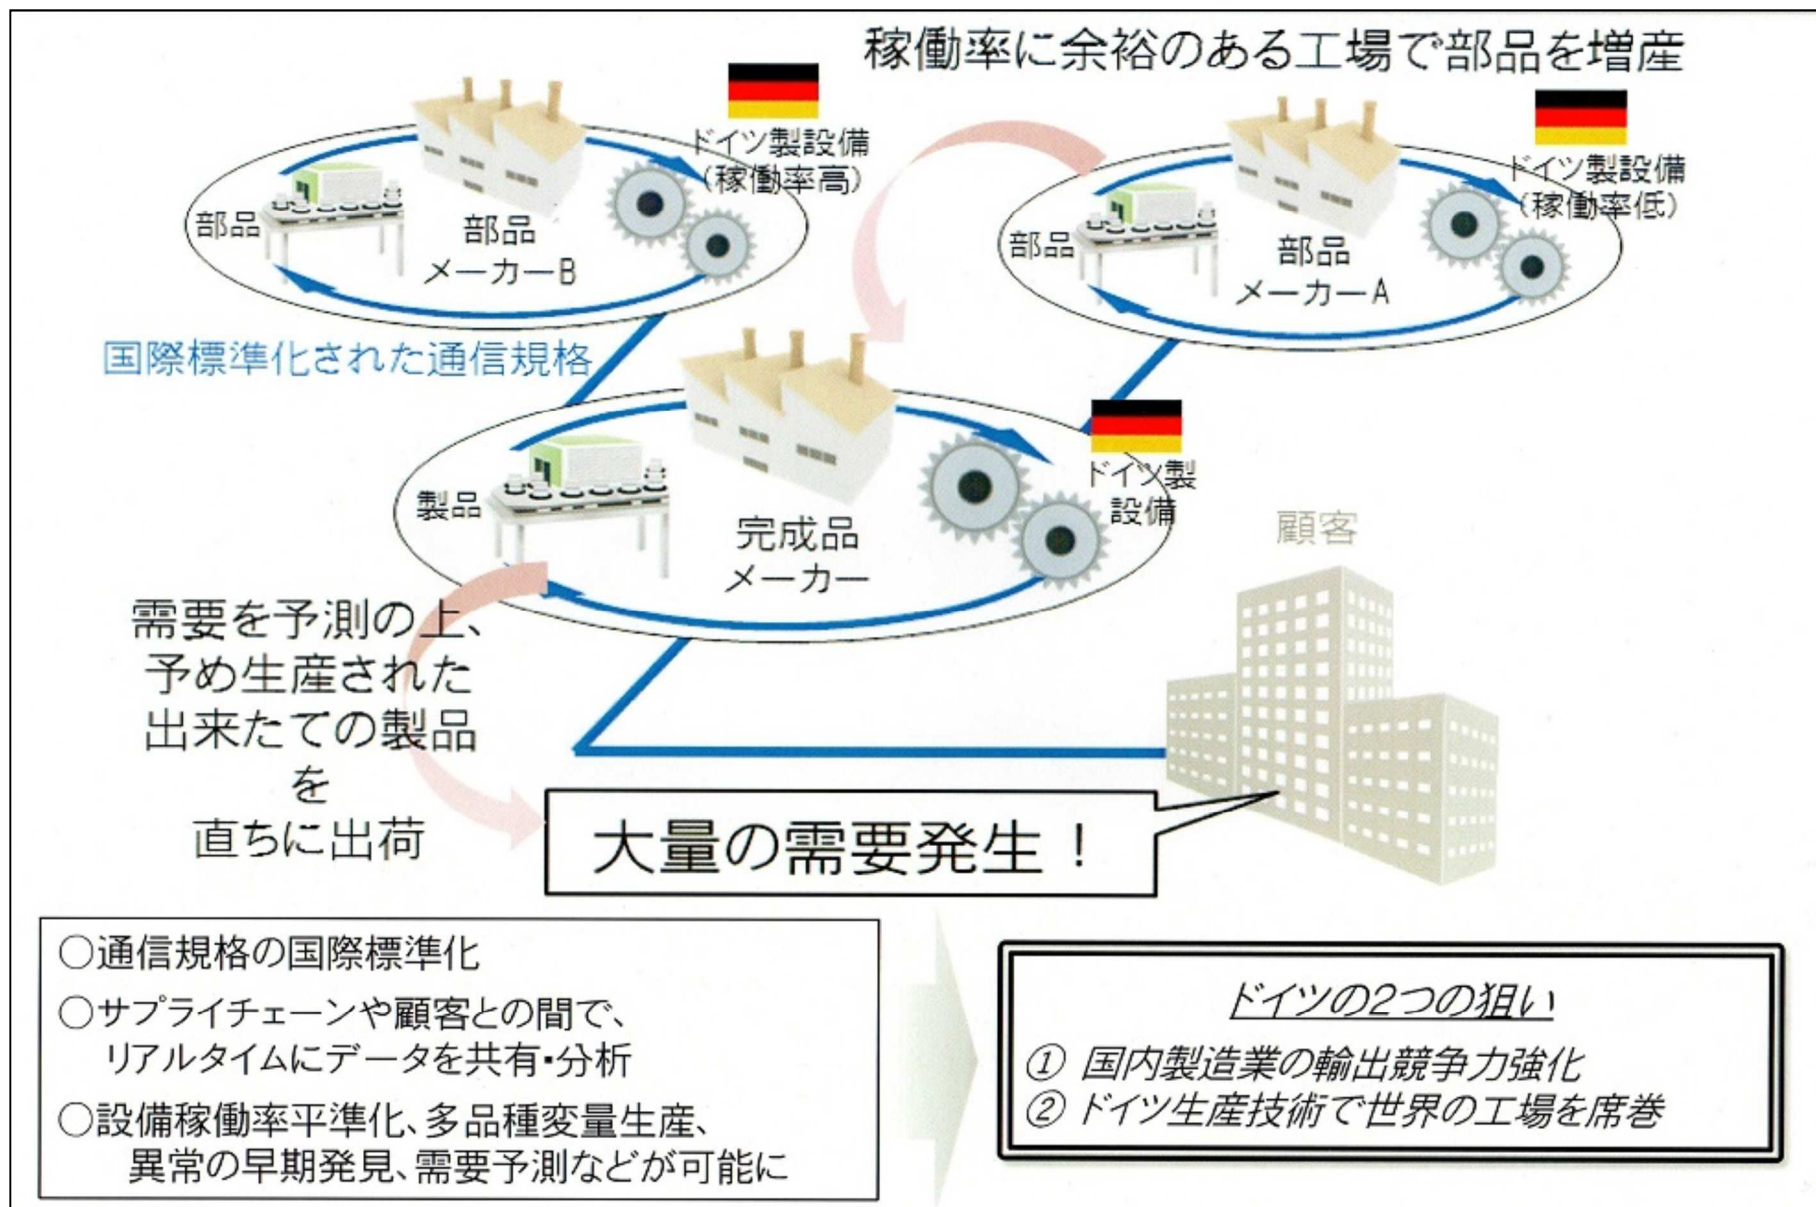 稼働率に余裕のある工場で部品を増産
ドイツ製設備
（稼働率高）
部品
部品
メーカーB
ドイツ製設備
（稼働率低）
部品
部品
メーカーA
国際標準化された通信規格
製品
完成品
メーカー
ドイツ製
設備
顧客
需要を予測の上、
予め生産された
出来たての製品
を
直ちに出荷
大量の需要発生！
○通信規格の国際標準化
○サプライチェーンや顧客との間で、
リアルタイムにデータを共有・分析
○設備稼働率平準化、多品種変量生産、
異常の早期発見、需要予測などが可能に
ドイツの2つの狙い
① 国内製造業の輸出競争力強化
② ドイツ生産技術で世界の工場を席巻